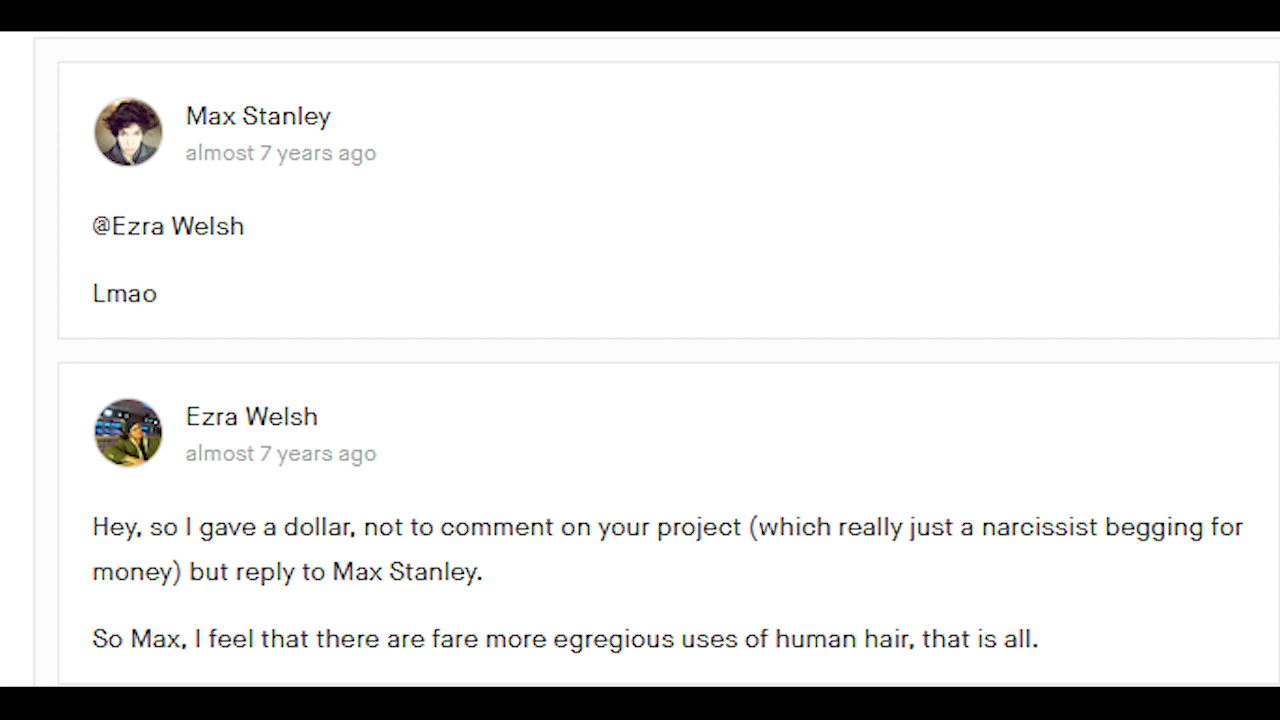 Max Stanley
almost 7 years ago
@Ezra Welsh
Lmao
Ezra Welsh
almost 7 years ago
Hey, so I gave a dollar, not to comment on your project (which really just a narcissist begging for
money) but reply to Max Stanley.
So Max, I feel that there are fare more egregious uses of human hair, that is all.